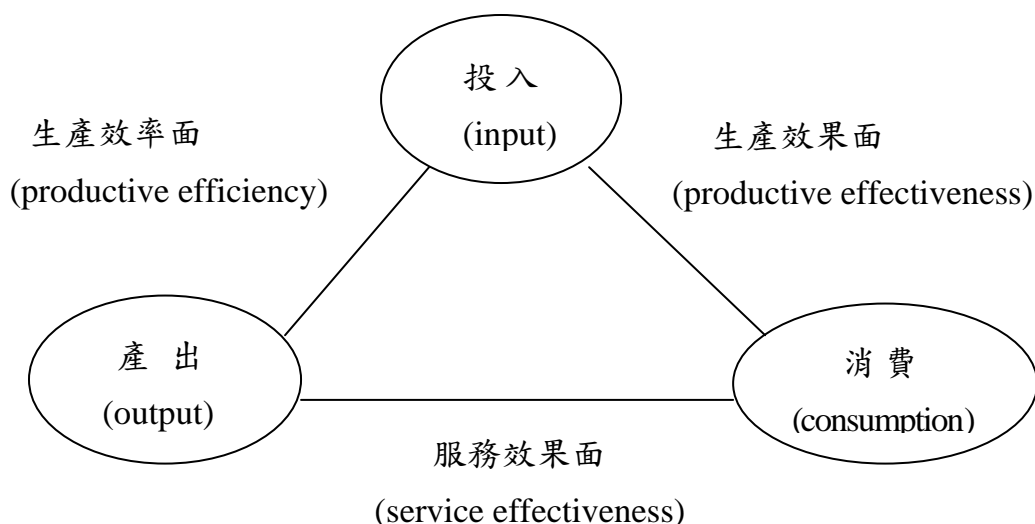 投入
(input)
生產效率面
(productive efficiency)
生產效果面
(productive effectiveness)
產出
(output)
消費
(consumption)
服務效果面
(service effectiveness)